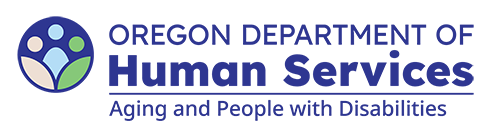 OREGON DEPARTMENT OF
Human Services
Aging and People with Disabilities